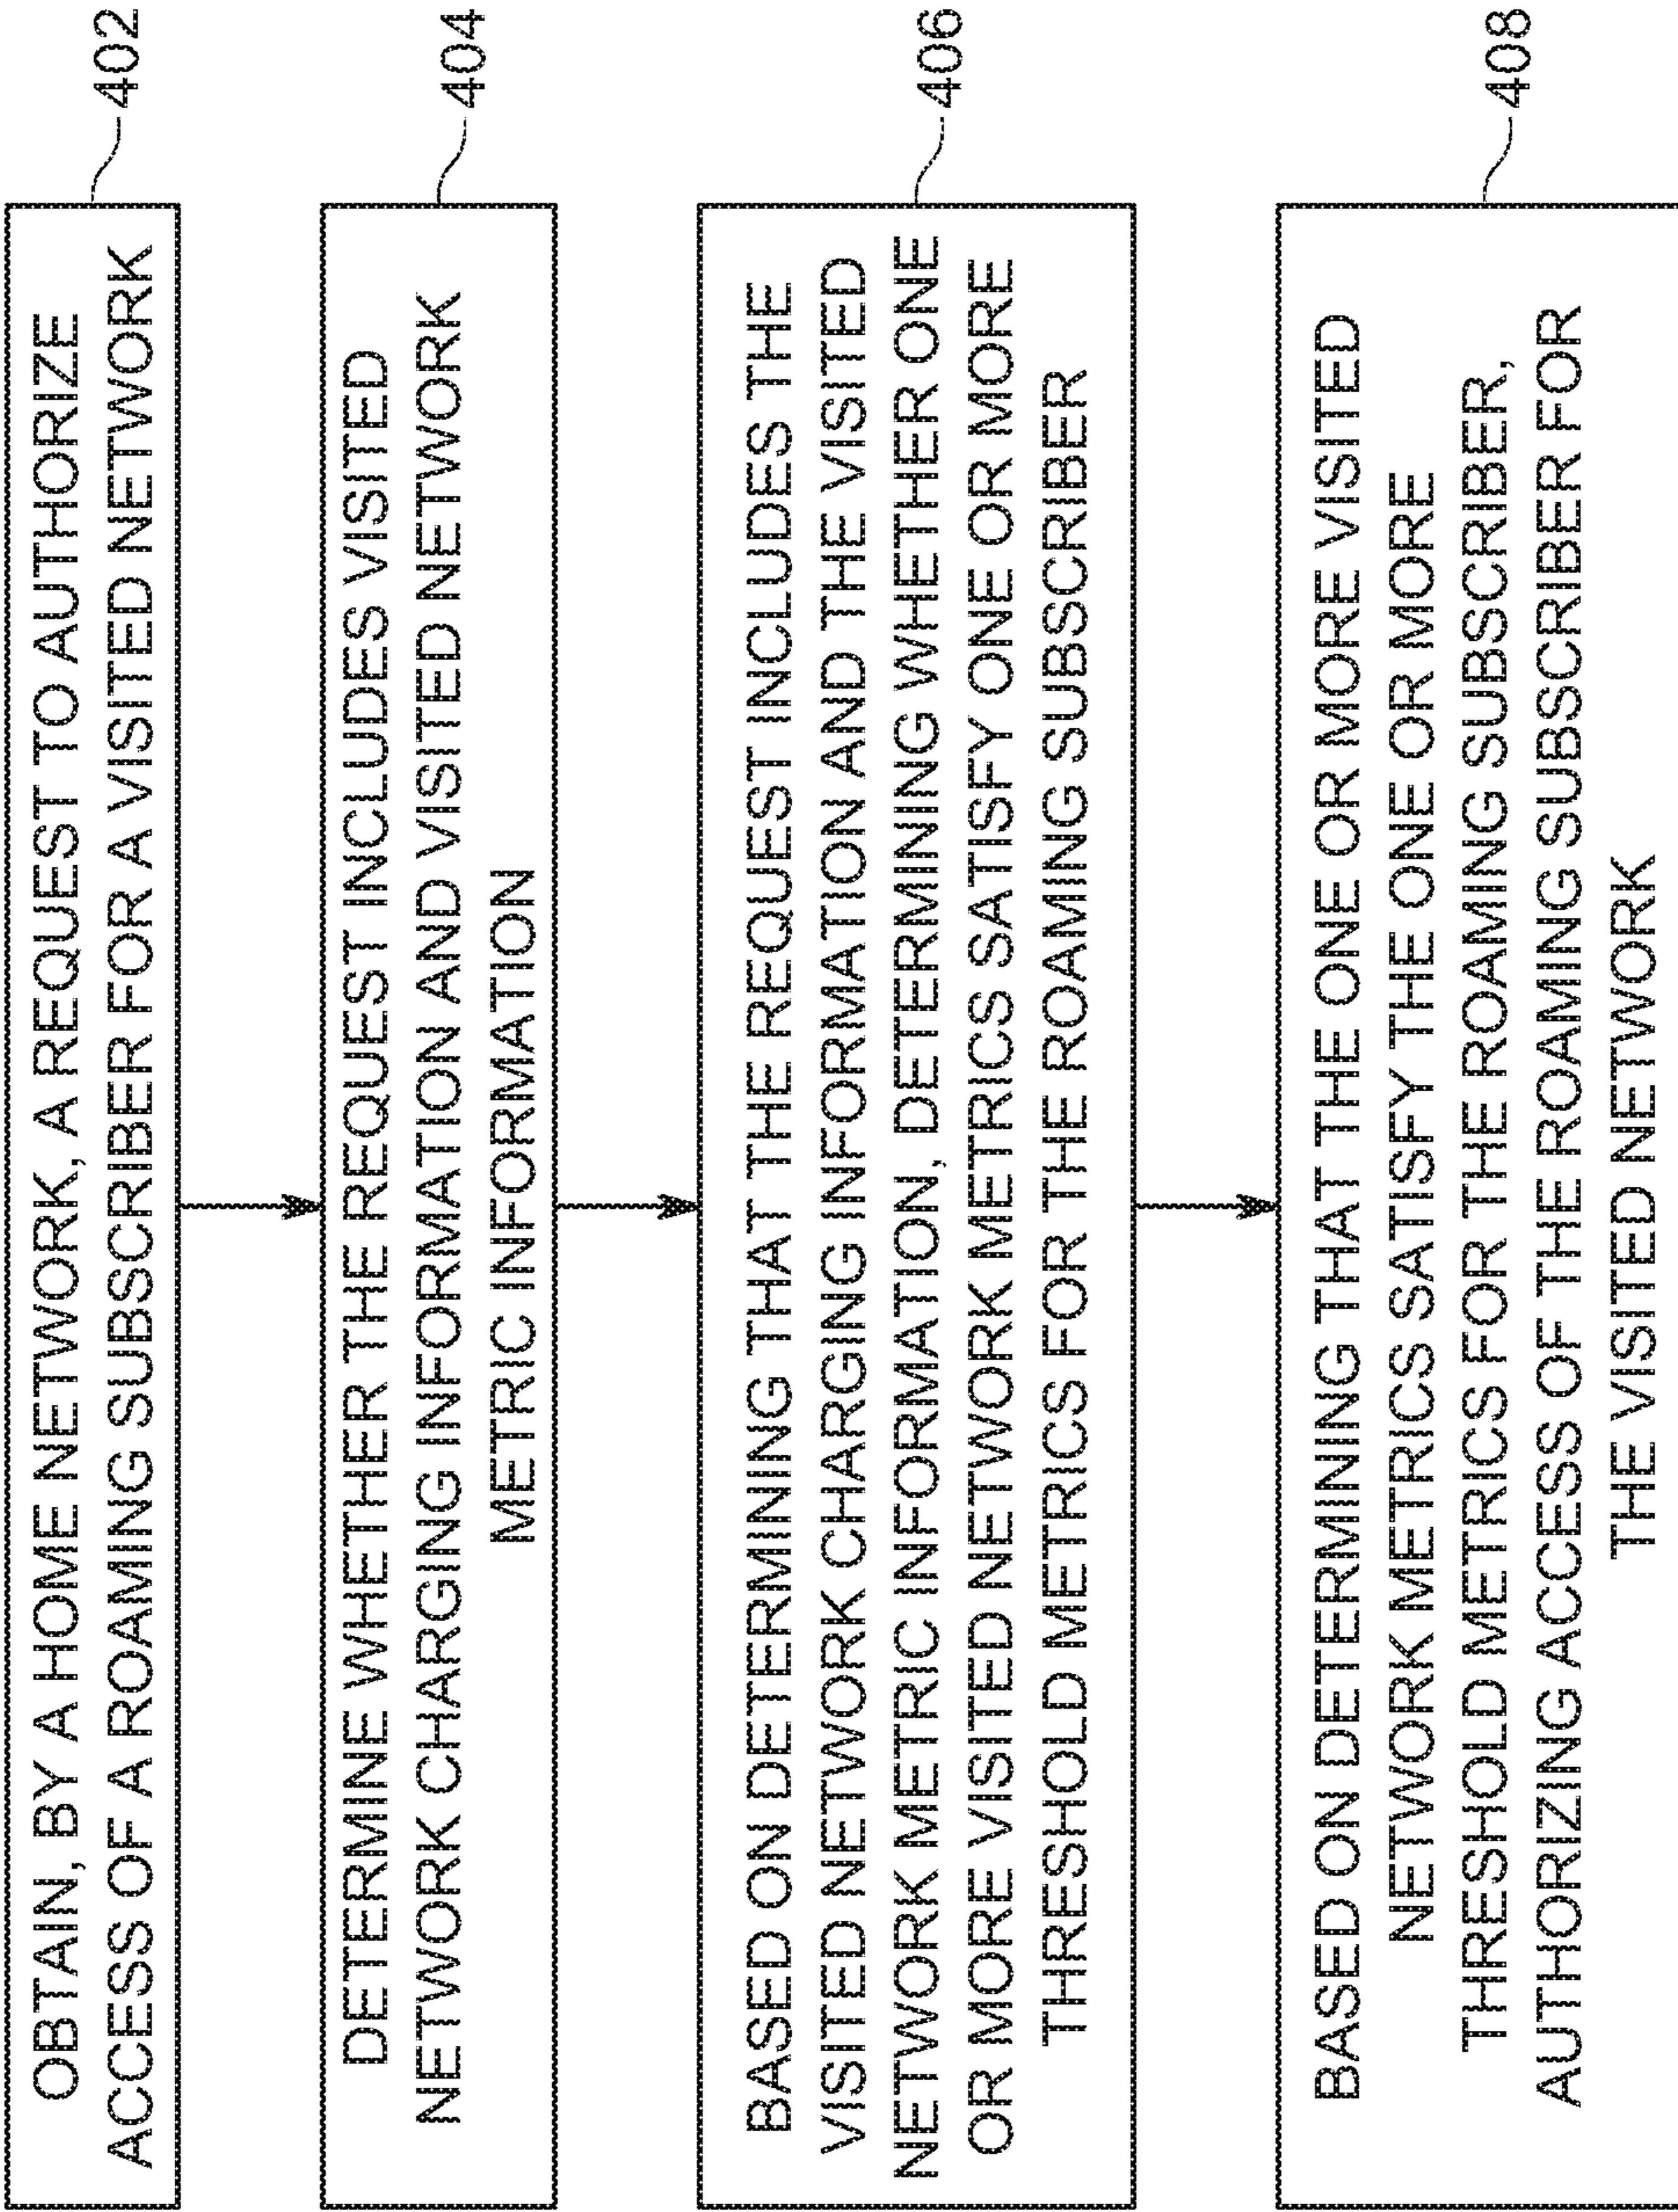 OBTAIN, BY A HOME NETWORK, A REQUEST TO AUTHORIZE
ACCESS OF A ROAMING SUBSCRIBER FOR A VISITED NETWORK
402
DETERMINE WHETHER THE REQUEST INCLUDES VISITED
NETWORK CHARGING INFORMATION AND VISITED NETWORK
METRIC INFORMATION
404
BASED ON DETERMINING THAT THE REQUEST INCLUDES THE
VISITED NETWORK CHARGING INFORMATION AND THE VISITED
NETWORK METRIC INFORMATION, DETERMINING WHETHER ONE
OR MORE VISITED NETWORK METRICS SATISFY ONE OR MORE
THRESHOLD METRICS FOR THE ROAMING SUBSCRIBER
406
BASED ON DETERMINING THAT THE ONE OR MORE VISITED
NETWORK METRICS SATISFY THE ONE OR MORE
THRESHOLD METRICS FOR THE ROAMING SUBSCRIBER,
AUTHORIZING ACCESS OF THE ROAMING SUBSCRIBER FOR
THE VISITED NETWORK
408